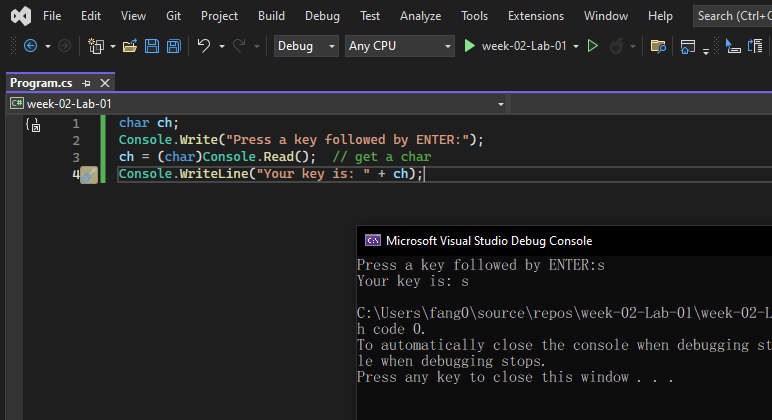 File Edit View Git Project Build Debug Test Analyze Tools Extensions Window Help Search (Ctrl+
Debug Any CPU week-02-Lab-01
Program.cs
C# week-02-Lab-01
1 char ch;
2 Console.Write("Press a key followed by ENTER:");
3 ch = (char)Console.Read();  // get a char
4 Console.WriteLine("Your key is: " + ch);
C:\ Microsoft Visual Studio Debug Console
Press a key followed by ENTER:s
Your key is: s
C:\Users\fang0\source\repos\week-02-Lab-01\week-02-L
h code 0.
To automatically close the console when debugging st
le when debugging stops.
Press any key to close this window . . .